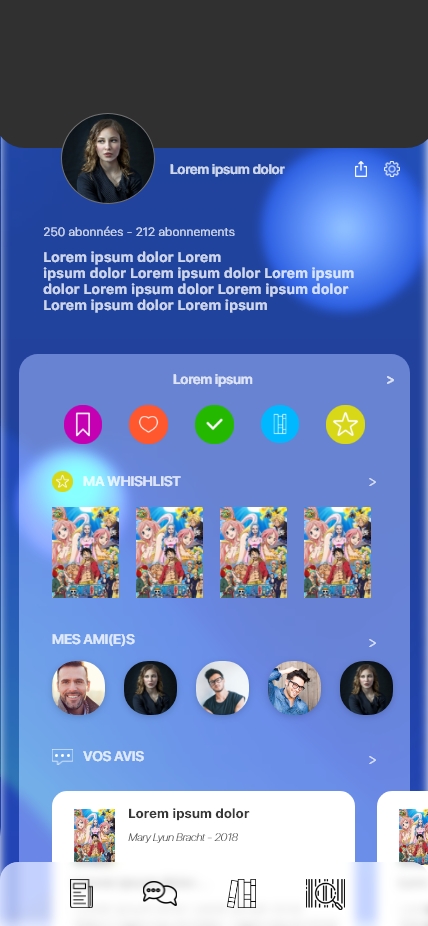 Lorem ipsum dolor
250 abonnées - 212 abonnements
Lorem ipsum dolor Lorem
ipsum dolor Lorem ipsum dolor Lorem ipsum
dolor Lorem ipsum dolor Lorem ipsum dolor
Lorem ipsum dolor Lorem ipsum
Lorem ipsum >
MA WHISHLIST >
MES AMI(E)S >
VOS AVIS >
Lorem ipsum dolor
Mary Lyun Bracht - 2018